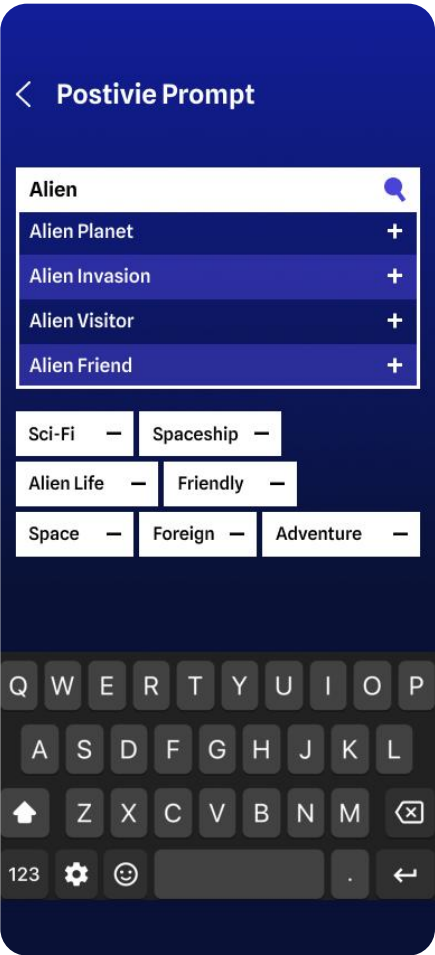 Postivie Prompt
Alien
Alien Planet +
Alien Invasion +
Alien Visitor +
Alien Friend +
Sci-Fi — Spaceship —
Alien Life — Friendly —
Space — Foreign — Adventure —
Q W E R T Y U I O P
A S D F G H J K L
Z X C V B N M
123 .